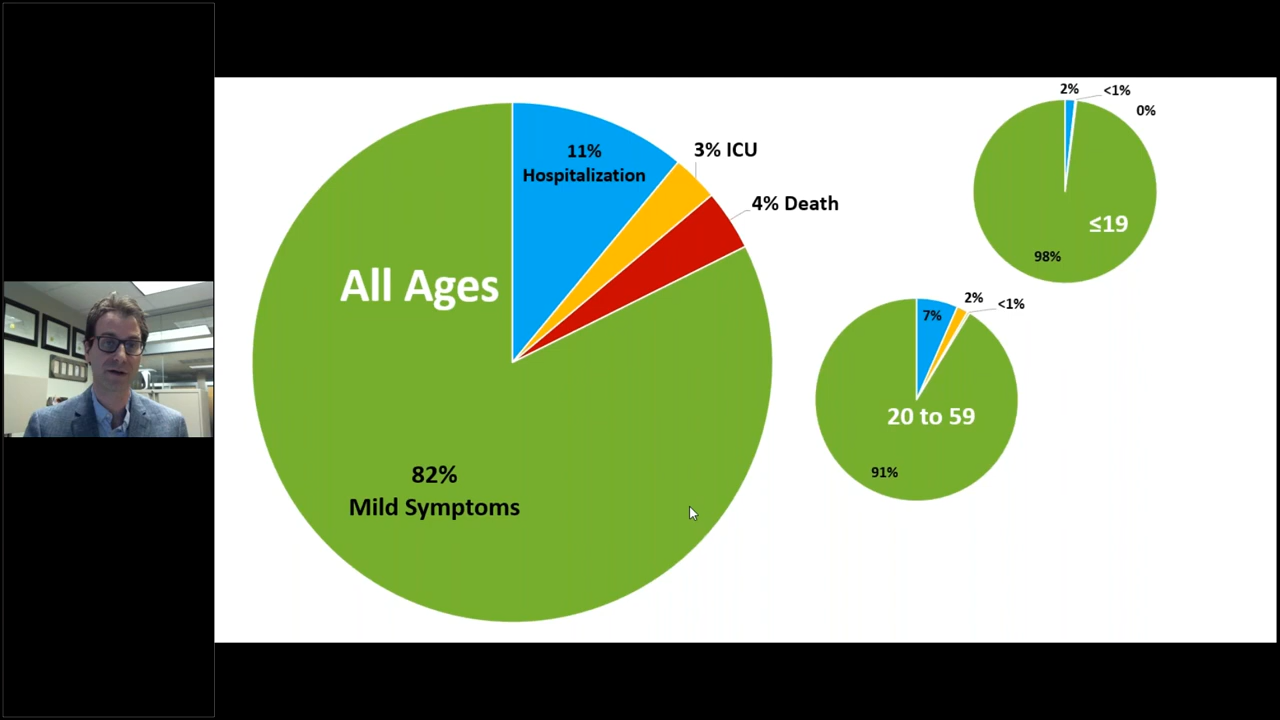 11%
Hospitalization
3% ICU
4% Death
All Ages
82%
Mild Symptoms
2%
<1%
0%
≤19
98%
7%
2%
<1%
20 to 59
91%